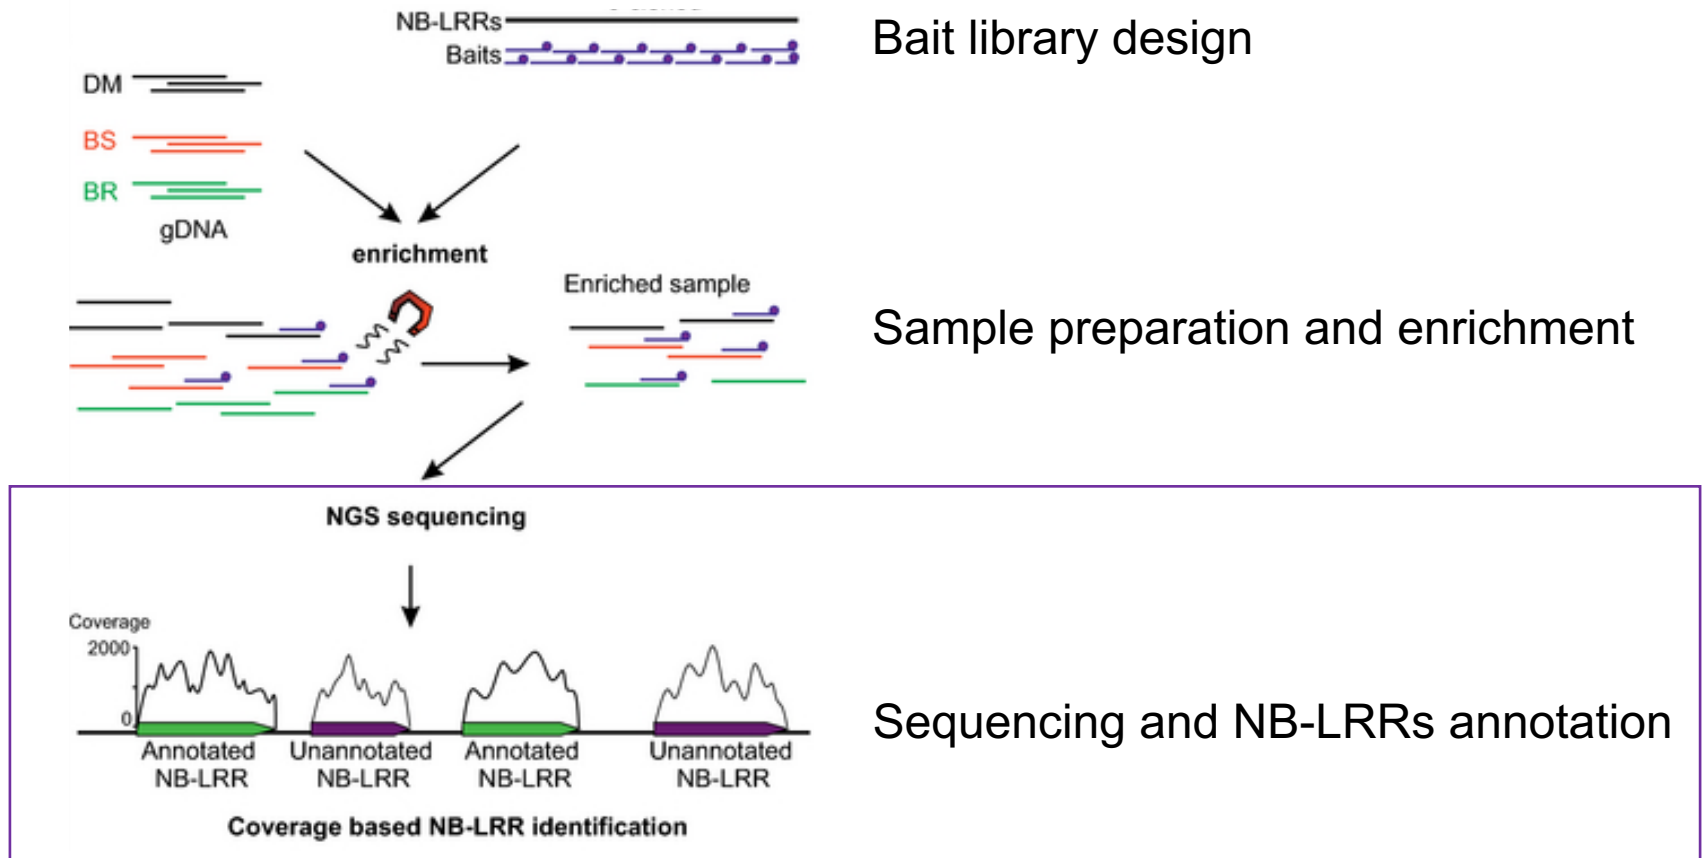 NB-LRRs
Baits
Bait library design
DM
BS
BR
gDNA
enrichment
Enriched sample
Sample preparation and enrichment
NGS sequencing
Coverage
2000
0
Annotated NB-LRR
Unannotated NB-LRR
Annotated NB-LRR
Unannotated NB-LRR
Sequencing and NB-LRRs annotation
Coverage based NB-LRR identification